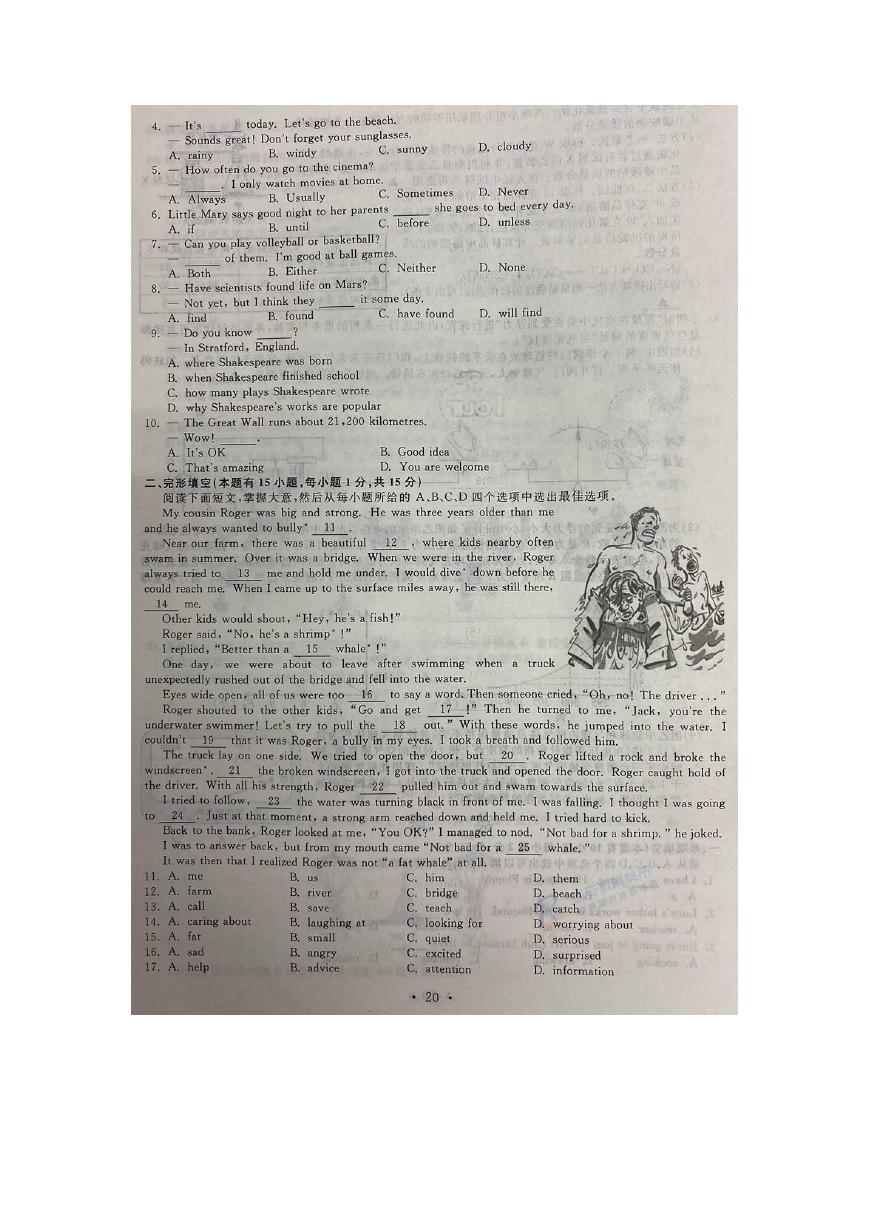 4. — It's ______ today. Let's go to the beach.
— Sounds great! Don't forget your sunglasses.
A. rainy B. windy C. sunny D. cloudy
5. — How often do you go to the cinema?
— ______. I only watch movies at home.
A. Always B. Usually C. Sometimes D. Never
6. Little Mary says good night to her parents ______ she goes to bed every day.
A. if B. until C. before D. unless
7. — Can you play volleyball or basketball?
— ______ of them. I'm good at ball games.
A. Both B. Either C. Neither D. None
8. — Have scientists found life on Mars?
— Not yet, but I think they ______ it some day.
A. find B. found C. have found D. will find
9. — Do you know ______?
— In Stratford, England.
A. where Shakespeare was born
B. when Shakespeare finished school
C. how many plays Shakespeare wrote
D. why Shakespeare's works are popular
10. — The Great Wall runs about 21,200 kilometres.
— Wow! ______.
A. It's OK B. Good idea
C. That's amazing D. You are welcome
二、完形填空(本题有 15 小题,每小题 1 分,共 15 分)
阅读下面短文,掌握大意,然后从每小题所给的 A、B、C、D 四个选项中选出最佳选项。
My cousin Roger was big and strong. He was three years older than me
and he always wanted to bully* 11 .
Near our farm, there was a beautiful 12 , where kids nearby often
swam in summer. Over it was a bridge. When we were in the river, Roger
always tried to 13 me and hold me under. I would dive* down before he
could reach me. When I came up to the surface miles away, he was still there,
14 me.
Other kids would shout, "Hey, he's a fish!"
Roger said, "No, he's a shrimp* !"
I replied, "Better than a 15 whale* !"
One day, we were about to leave after swimming when a truck
unexpectedly rushed out of the bridge and fell into the water.
Eyes wide open, all of us were too 16 to say a word. Then someone cried, "Oh, no! The driver . . . "
Roger shouted to the other kids, "Go and get 17 !" Then he turned to me, "Jack, you're the
underwater swimmer! Let's try to pull the 18 out. " With these words, he jumped into the water. I
couldn't 19 that it was Roger, a bully in my eyes. I took a breath and followed him.
The truck lay on one side. We tried to open the door, but 20 . Roger lifted a rock and broke the
windscreen* . 21 the broken windscreen, I got into the truck and opened the door. Roger caught hold of
the driver. With all his strength, Roger 22 pulled him out and swam towards the surface.
I tried to follow, 23 the water was turning black in front of me. I was falling. I thought I was going
to 24 . Just at that moment, a strong arm reached down and held me. I tried hard to kick.
Back to the bank, Roger looked at me, "You OK?" I managed to nod. "Not bad for a shrimp. " he joked.
I was to answer back, but from my mouth came "Not bad for a 25 whale. "
It was then that I realized Roger was not "a fat whale" at all.
11. A. me B. us C. him D. them
12. A. farm B. river C. bridge D. beach
13. A. call B. save C. teach D. catch
14. A. caring about B. laughing at C. looking for D. worrying about
15. A. fat B. small C. quiet D. serious
16. A. sad B. angry C. excited D. surprised
17. A. help B. advice C. attention D. information
· 20 ·